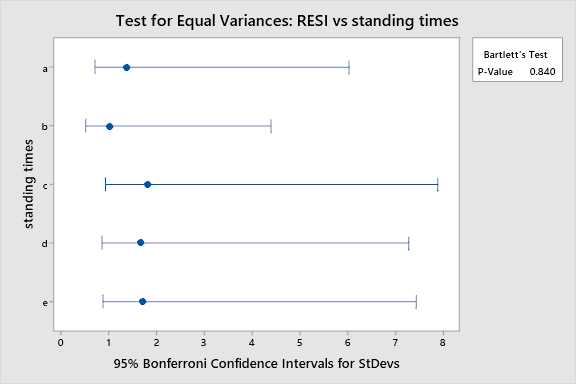 Test for Equal Variances: RESI vs standing times
Bartlett's Test
P-Value 0.840
standing times
a
b
c
d
e
0 1 2 3 4 5 6 7 8
95% Bonferroni Confidence Intervals for StDevs